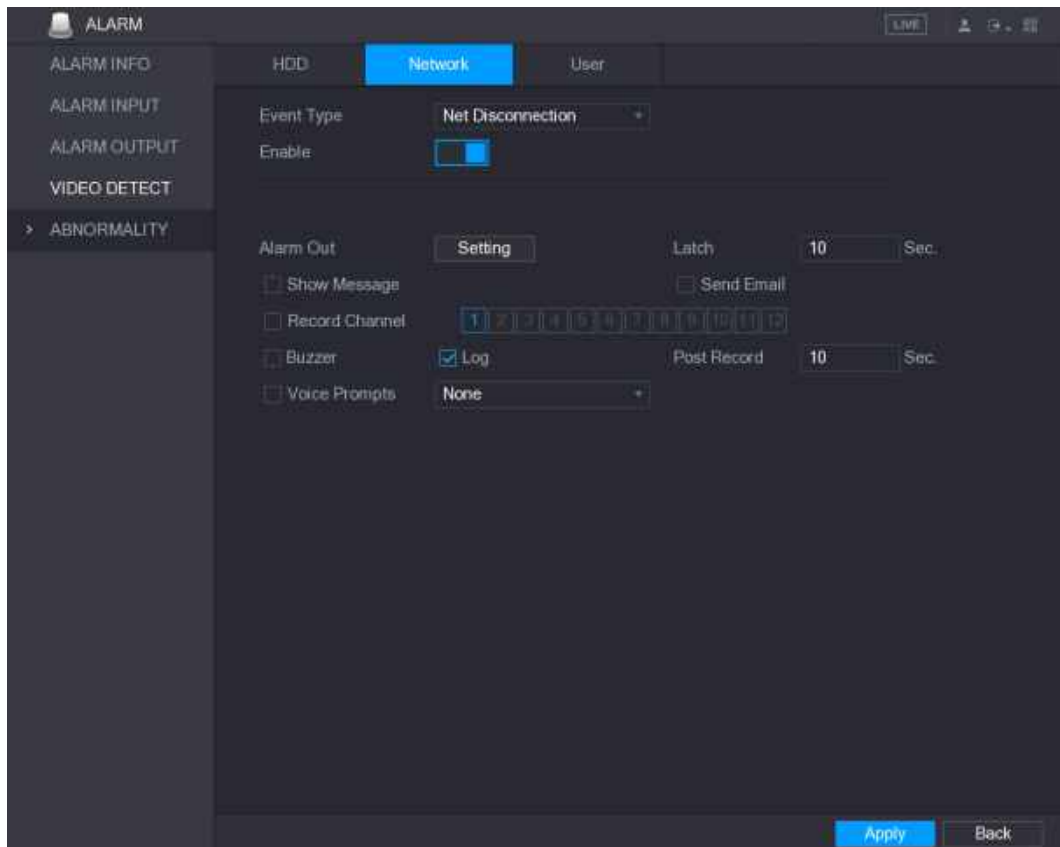 ALARM LIVE
ALARM INFO
ALARM INPUT
ALARM OUTPUT
VIDEO DETECT
> ABNORMALITY
HDD Network User
Event Type Net Disconnection
Enable
Alarm Out Setting Latch 10 Sec.
Show Message Send Email
Record Channel 1 2 3 4 5 6 7 8 9 10 11 12
Buzzer Log Post Record 10 Sec.
Voice Prompts None
Apply Back